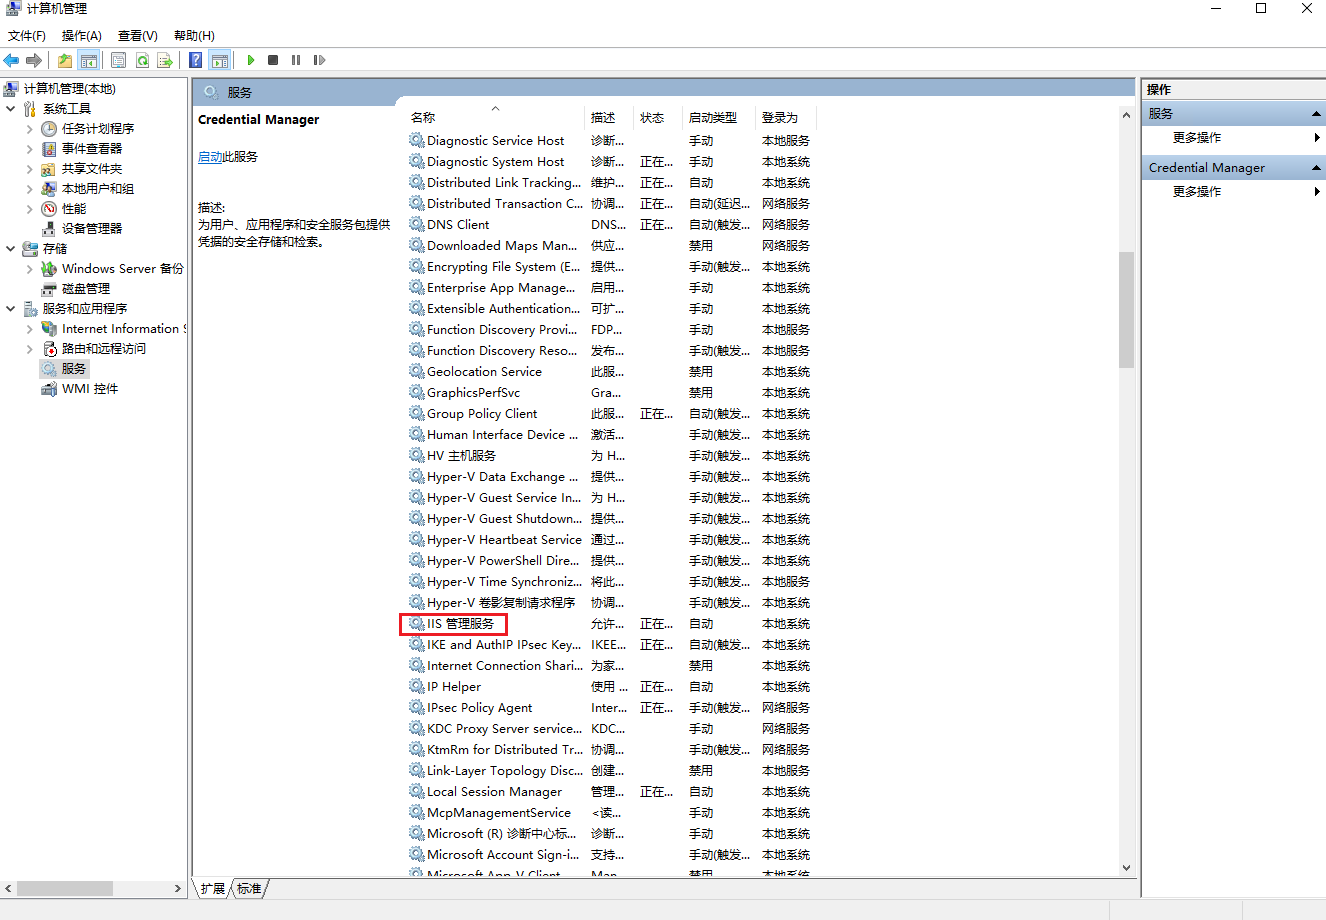 计算机管理
文件(F) 操作(A) 查看(V) 帮助(H)
计算机管理(本地)
系统工具
任务计划程序
事件查看器
共享文件夹
本地用户和组
性能
设备管理器
存储
Windows Server 备份
磁盘管理
服务和应用程序
Internet Information S
路由和远程访问
服务
WMI 控件
服务
Credential Manager
启动此服务
描述:
为用户、应用程序和安全服务包提供
凭据的安全存储和检索。
名称 描述 状态 启动类型 登录为
Diagnostic Service Host 诊断... 手动 本地服务
Diagnostic System Host 诊断... 正在... 手动 本地系统
Distributed Link Tracking... 维护... 正在... 自动 本地系统
Distributed Transaction C... 协调... 正在... 自动(延迟... 网络服务
DNS Client DNS... 正在... 自动(触发... 网络服务
Downloaded Maps Man... 供应... 禁用 网络服务
Encrypting File System (E... 提供... 手动(触发... 本地系统
Enterprise App Manage... 启用... 手动 本地系统
Extensible Authentication... 可扩... 手动 本地系统
Function Discovery Provi... FDP... 手动 本地服务
Function Discovery Reso... 发布... 手动(触发... 本地服务
Geolocation Service 此服... 禁用 本地系统
GraphicsPerfSvc Gra... 禁用 本地系统
Group Policy Client 此服... 正在... 自动(触发... 本地系统
Human Interface Device ... 激活... 手动(触发... 本地系统
HV 主机服务 为 H... 手动(触发... 本地系统
Hyper-V Data Exchange ... 提供... 手动(触发... 本地系统
Hyper-V Guest Service In... 为 H... 手动(触发... 本地系统
Hyper-V Guest Shutdown... 提供... 手动(触发... 本地系统
Hyper-V Heartbeat Service 通过... 手动(触发... 本地系统
Hyper-V PowerShell Dire... 提供... 手动(触发... 本地系统
Hyper-V Time Synchroniz... 将此... 手动(触发... 本地服务
Hyper-V 卷影复制请求程序 协调... 手动(触发... 本地系统
IIS 管理服务 允许... 正在... 自动 本地系统
IKE and AuthIP IPsec Key... IKEE... 正在... 自动(触发... 本地系统
Internet Connection Shari... 为家... 禁用 本地系统
IP Helper 使用 ... 正在... 自动 本地系统
IPsec Policy Agent Inter... 正在... 手动(触发... 网络服务
KDC Proxy Server service... KDC... 手动 网络服务
KtmRm for Distributed Tr... 协调... 手动(触发... 网络服务
Link-Layer Topology Disc... 创建... 禁用 本地服务
Local Session Manager 管理... 正在... 自动 本地系统
McpManagementService <读... 手动 本地系统
Microsoft (R) 诊断中心标... 诊断... 手动 本地系统
Microsoft Account Sign-i... 支持... 手动(触发... 本地系统
Microsoft App-V Client Man... 禁用 本地系统
扩展 标准
操作
服务
更多操作
Credential Manager
更多操作